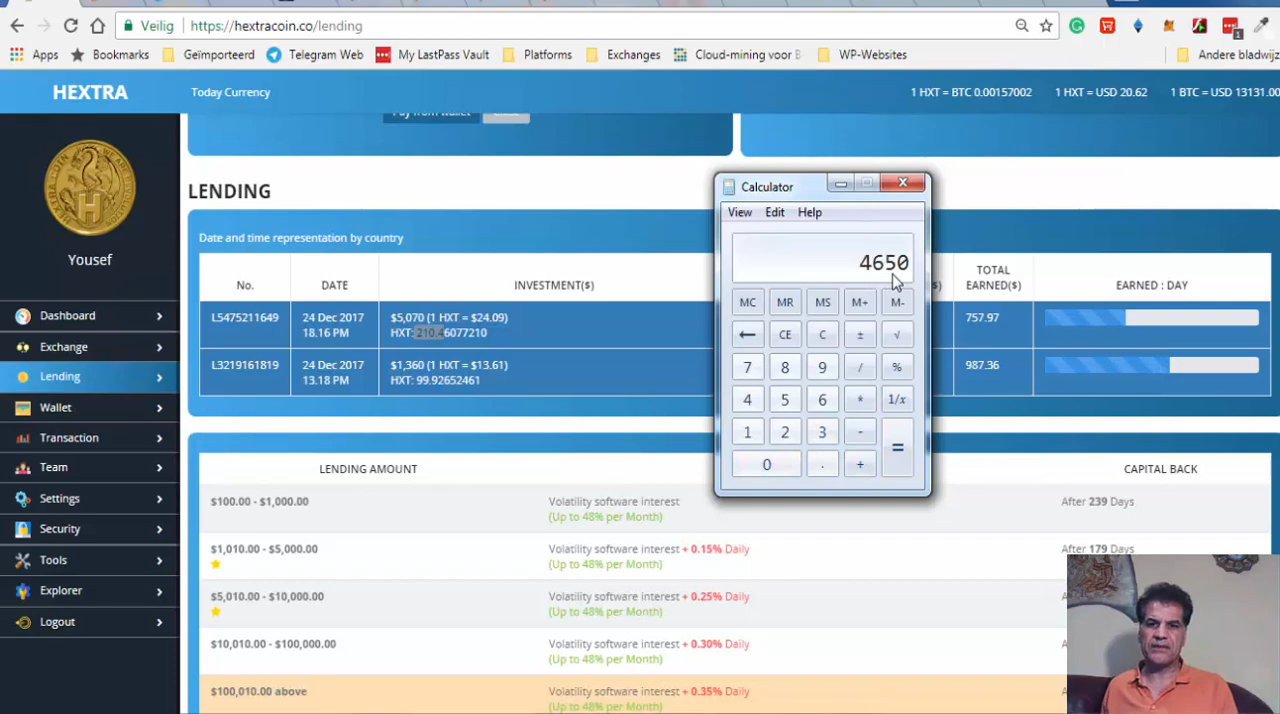 Veilig
https://hextracoin.co/lending
Apps
Bookmarks
Geïmporteerd
Telegram Web
My LastPass Vault
Platforms
Exchanges
Cloud-mining voor B
WP-Websites
Andere bladwijz
HEXTRA
Today Currency
1 HXT = BTC 0.00157002
1 HXT = USD 20.62
1 BTC = USD 13131.00
H
Yousef
Dashboard
Exchange
Lending
Wallet
Transaction
Team
Settings
Security
Tools
Explorer
Logout
LENDING
Date and time representation by country
No.
DATE
INVESTMENT($)
TOTAL
EARNED($)
EARNED : DAY
L5475211649
24 Dec 2017
18.16 PM
$5,070 (1 HXT = $24.09)
HXT: 210.46077210
757.97
L3219161819
24 Dec 2017
13.18 PM
$1,360 (1 HXT = $13.61)
HXT: 99.92652461
987.36
Calculator
View Edit Help
4650
MC MR MS M+ M-
← CE C ± √
7 8 9 / %
4 5 6 * 1/x
1 2 3 - =
0 . +
LENDING AMOUNT
CAPITAL BACK
$100.00 - $1,000.00
Volatility software interest
(Up to 48% per Month)
After 239 Days
$1,010.00 - $5,000.00
Volatility software interest + 0.15% Daily
(Up to 48% per Month)
After 179 Days
$5,010.00 - $10,000.00
Volatility software interest + 0.25% Daily
(Up to 48% per Month)
$10,010.00 - $100,000.00
Volatility software interest + 0.30% Daily
(Up to 48% per Month)
$100,010.00 above
Volatility software interest + 0.35% Daily
(Up to 48% per Month)